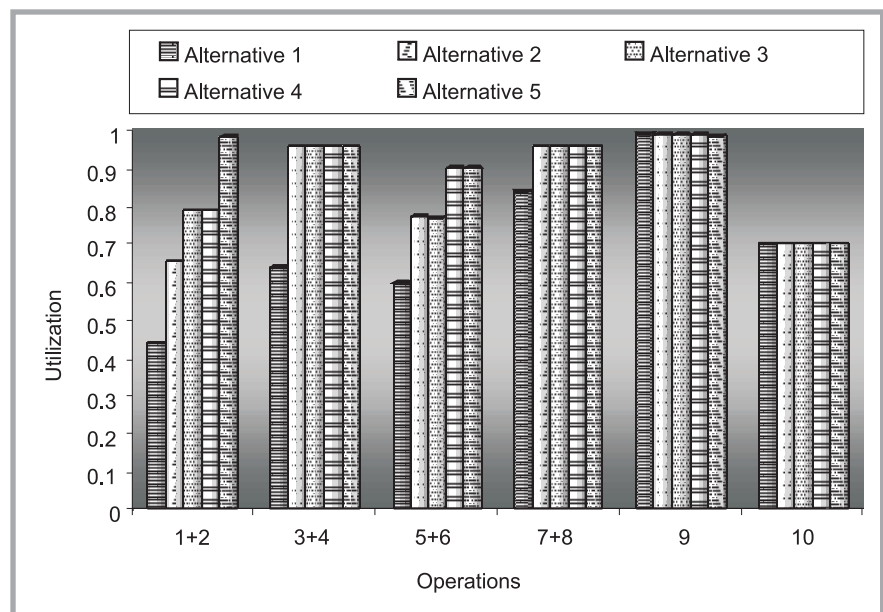 Alternative 1 Alternative 2 Alternative 3
Alternative 4 Alternative 5
1
0.9
0.8
0.7
0.6
0.5
0.4
0.3
0.2
0.1
0
Utilization
1+2 3+4 5+6 7+8 9 10
Operations